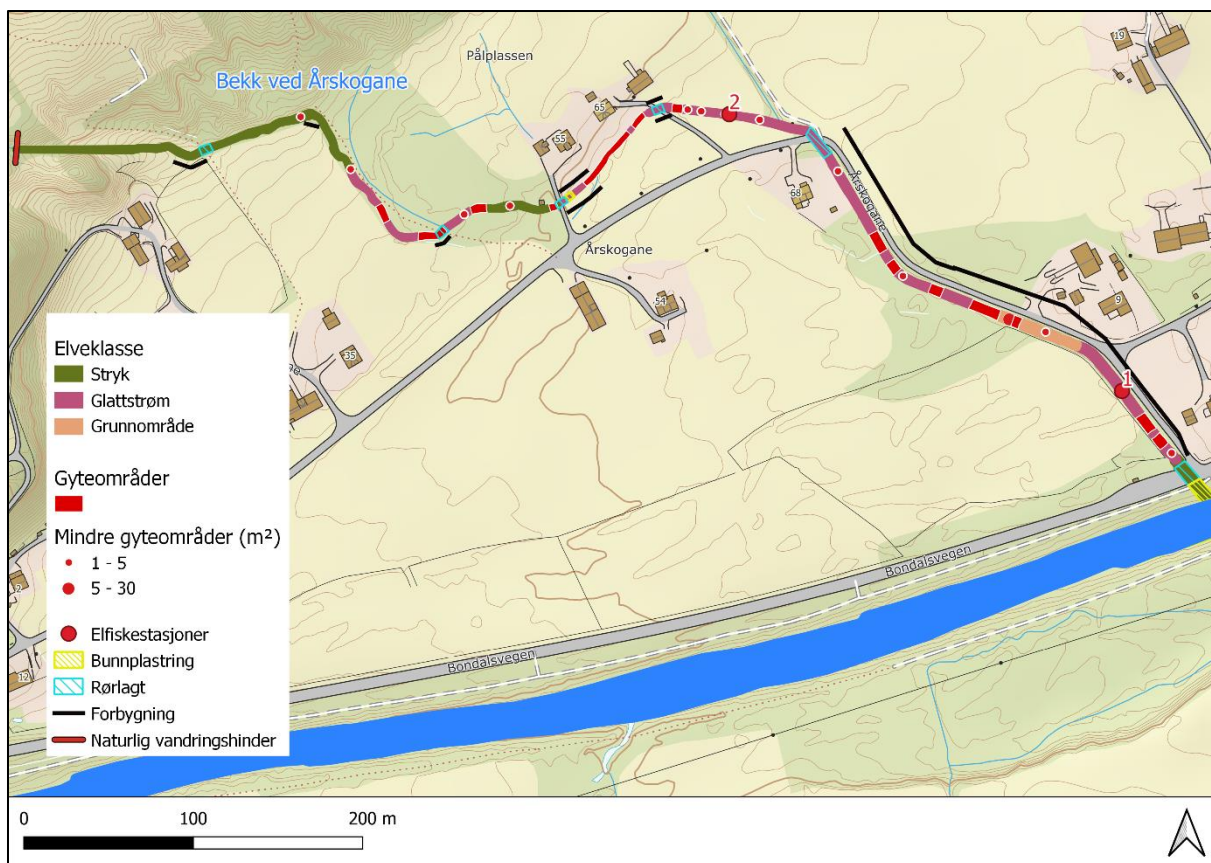 19
Pålplassen
Bekk ved Årskogane
65
2
55
68
Årskogane
Årskogane
54
9
35
ne
1
Elveklasse
Stryk
Glattstrøm
Grunnområde
Gyteområder
Mindre gyteområder (m²)
1 - 5
5 - 30
Elfiskestasjoner
Bunnplastring
Rørlagt
Forbygning
Naturlig vandringshinder
2
12
Bondalsvegen
Bondalsvegen
0 100 200 m